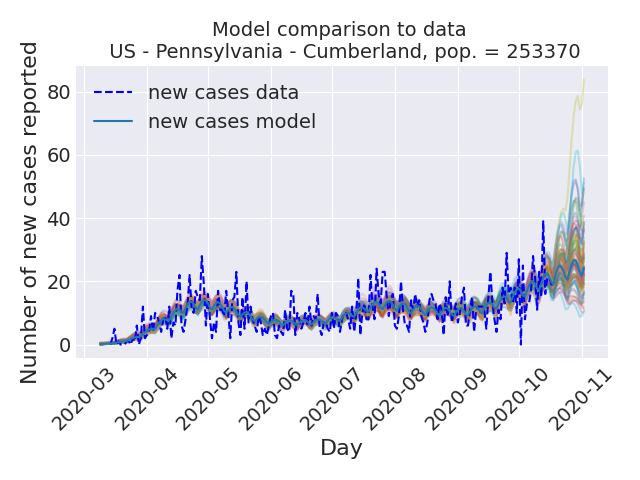 Model comparison to data
US - Pennsylvania - Cumberland, pop. = 253370
Number of new cases reported
80
60
40
20
0
new cases data
new cases model
2020-03
2020-04
2020-05
2020-06
2020-07
2020-08
2020-09
2020-10
2020-11
Day